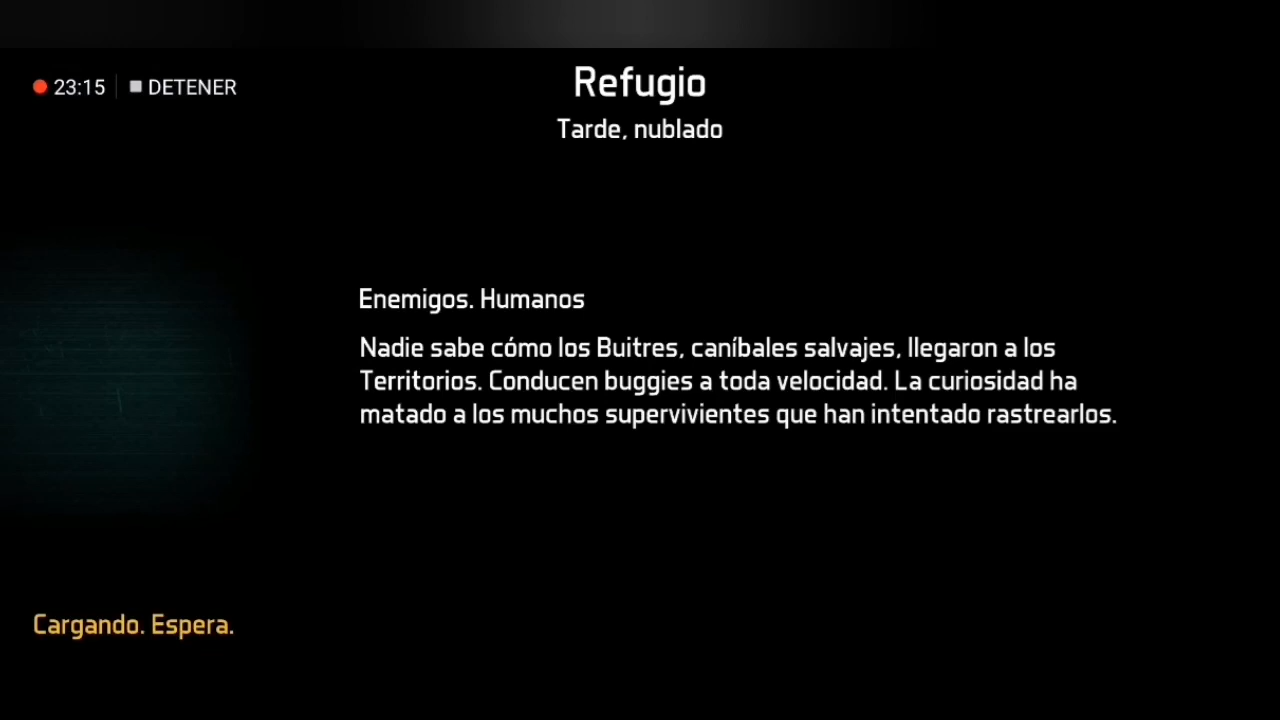 Refugio
23:15 DETENER
Tarde, nublado
Enemigos. Humanos
Nadie sabe cómo los Buitres, caníbales salvajes, llegaron a los
Territorios. Conducen buggies a toda velocidad. La curiosidad ha
matado a los muchos supervivientes que han intentado rastrearlos.
Cargando. Espera.